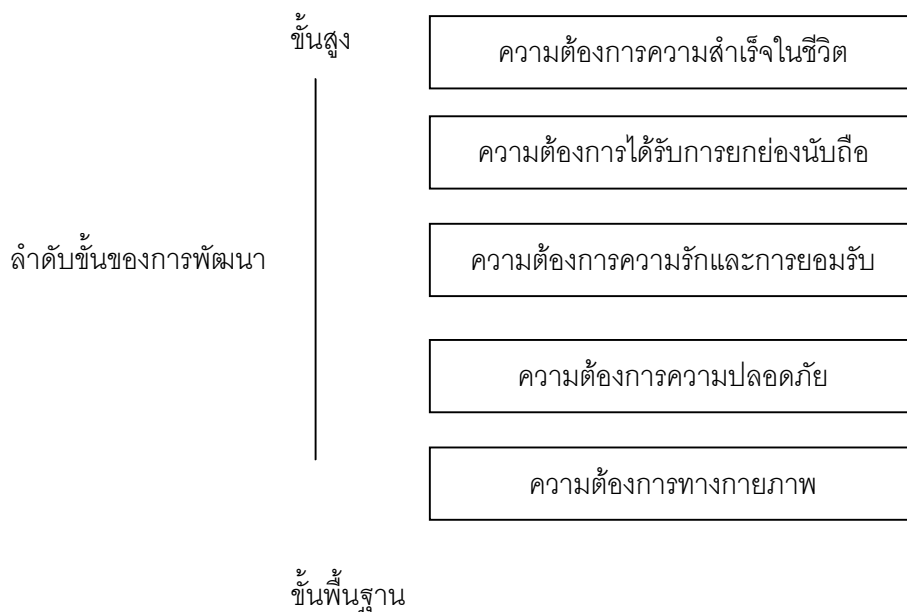 ขั้นสูง
ความต้องการความสำเร็จในชีวิต
ความต้องการได้รับการยกย่องนับถือ
ลำดับขั้นของการพัฒนา
ความต้องการความรักและการยอมรับ
ความต้องการความปลอดภัย
ความต้องการทางกายภาพ
ขั้นพื้นฐาน